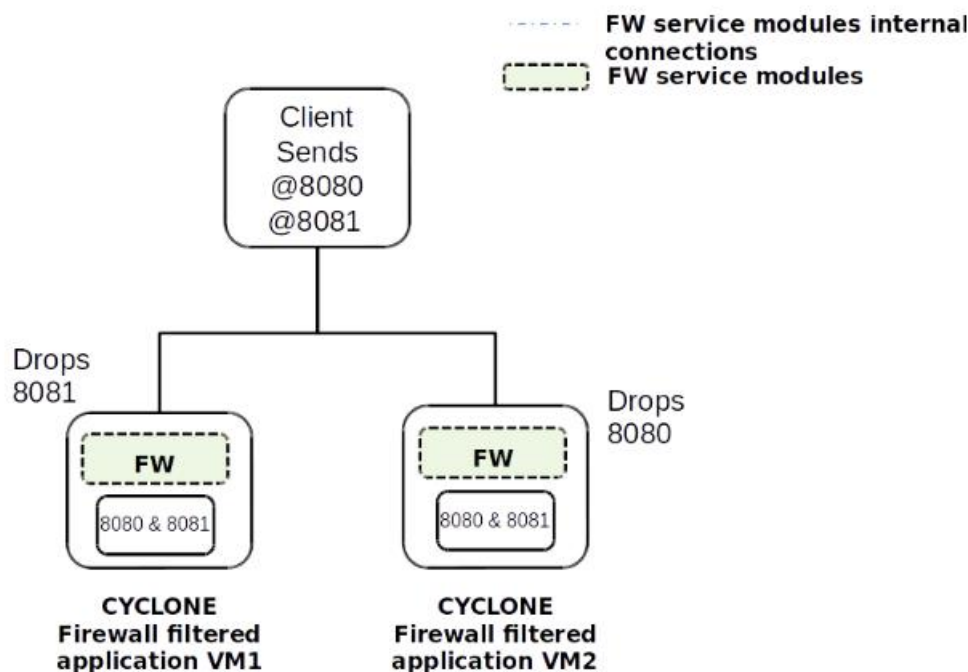 FW service modules internal
connections
FW service modules
Client
Sends
@8080
@8081
Drops
8081
Drops
8080
FW
FW
8080 & 8081
8080 & 8081
CYCLONE
Firewall filtered
application VM1
CYCLONE
Firewall filtered
application VM2